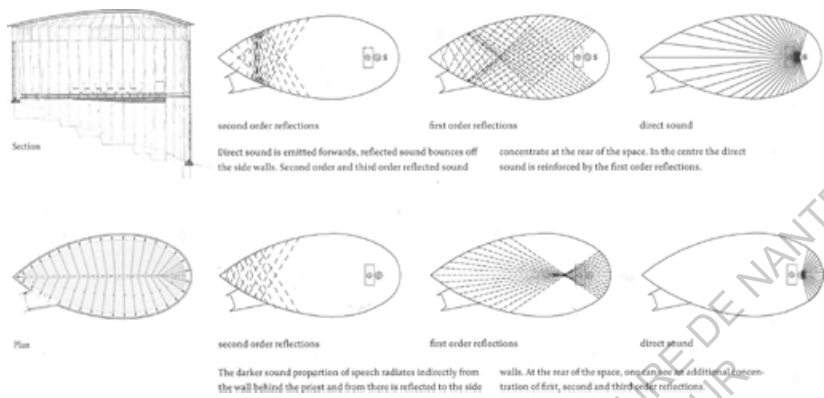 S
S
S
second order reflections
first order reflections
direct sound
Section
Direct sound is emitted forwards, reflected sound bounces off
the side walls. Second order and third order reflected sound
concentrate at the rear of the space. In the centre the direct
sound is reinforced by the first order reflections.
Plan
second order reflections
first order reflections
direct sound
The darker sound proportion of speech radiates indirectly from
the wall behind the priest and from there is reflected to the side
walls. At the rear of the space, one can see an additional concen-
tration of first, second and third order reflections.
DE NANTE